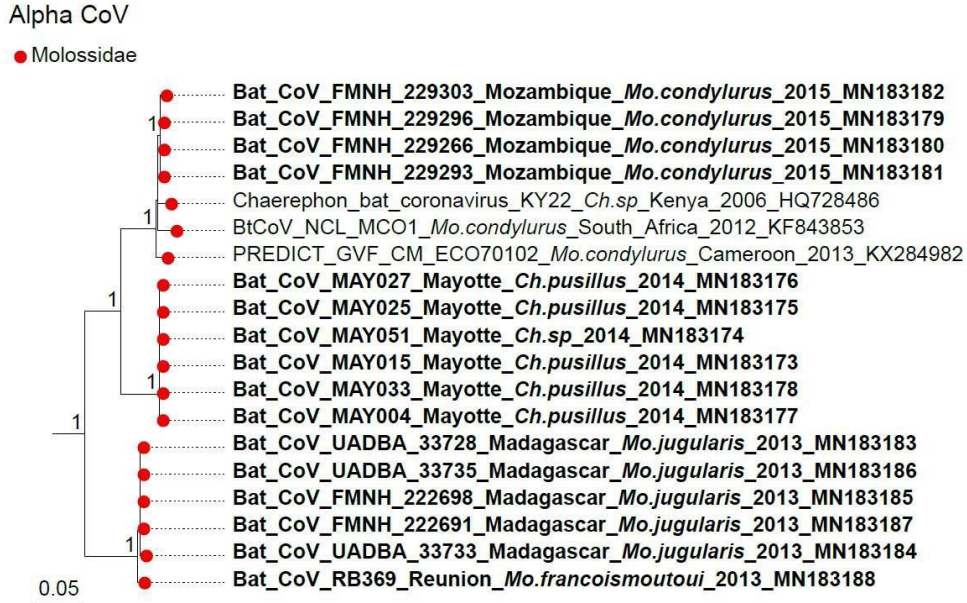 Alpha CoV
Molossidae
Bat_CoV_FMNH_229303_Mozambique_Mo.condylurus_2015_MN183182
1
Bat_CoV_FMNH_229296_Mozambique_Mo.condylurus_2015_MN183179
Bat_CoV_FMNH_229266_Mozambique_Mo.condylurus_2015_MN183180
Bat_CoV_FMNH_229293_Mozambique_Mo.condylurus_2015_MN183181
Chaerephon_bat_coronavirus_KY22_Ch.sp_Kenya_2006_HQ728486
1
BtCoV_NCL_MCO1_Mo.condylurus_South_Africa_2012_KF843853
PREDICT_GVF_CM_ECO70102_Mo.condylurus_Cameroon_2013_KX284982
Bat_CoV_MAY027_Mayotte_Ch.pusillus_2014_MN183176
1
Bat_CoV_MAY025_Mayotte_Ch.pusillus_2014_MN183175
Bat_CoV_MAY051_Mayotte_Ch.sp_2014_MN183174
Bat_CoV_MAY015_Mayotte_Ch.pusillus_2014_MN183173
1
Bat_CoV_MAY033_Mayotte_Ch.pusillus_2014_MN183178
Bat_CoV_MAY004_Mayotte_Ch.pusillus_2014_MN183177
1
Bat_CoV_UADBA_33728_Madagascar_Mo.jugularis_2013_MN183183
Bat_CoV_UADBA_33735_Madagascar_Mo.jugularis_2013_MN183186
Bat_CoV_FMNH_222698_Madagascar_Mo.jugularis_2013_MN183185
Bat_CoV_FMNH_222691_Madagascar_Mo.jugularis_2013_MN183187
1
Bat_CoV_UADBA_33733_Madagascar_Mo.jugularis_2013_MN183184
Bat_CoV_RB369_Reunion_Mo.francoismoutoui_2013_MN183188
0.05